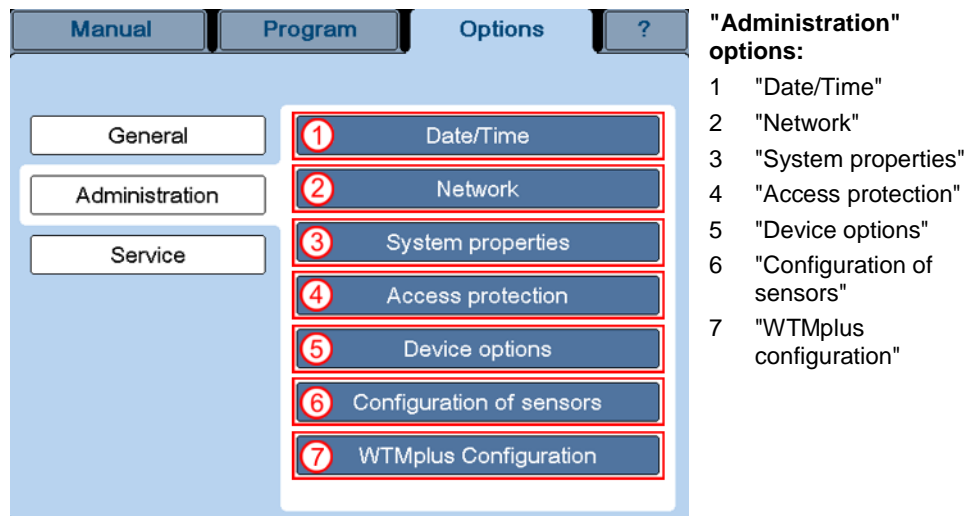 Manual
Program
Options
?
General
Administration
Service
1 Date/Time
2 Network
3 System properties
4 Access protection
5 Device options
6 Configuration of sensors
7 WTMplus Configuration
"Administration"
options:
1 "Date/Time"
2 "Network"
3 "System properties"
4 "Access protection"
5 "Device options"
6 "Configuration of
sensors"
7 "WTMplus
configuration"